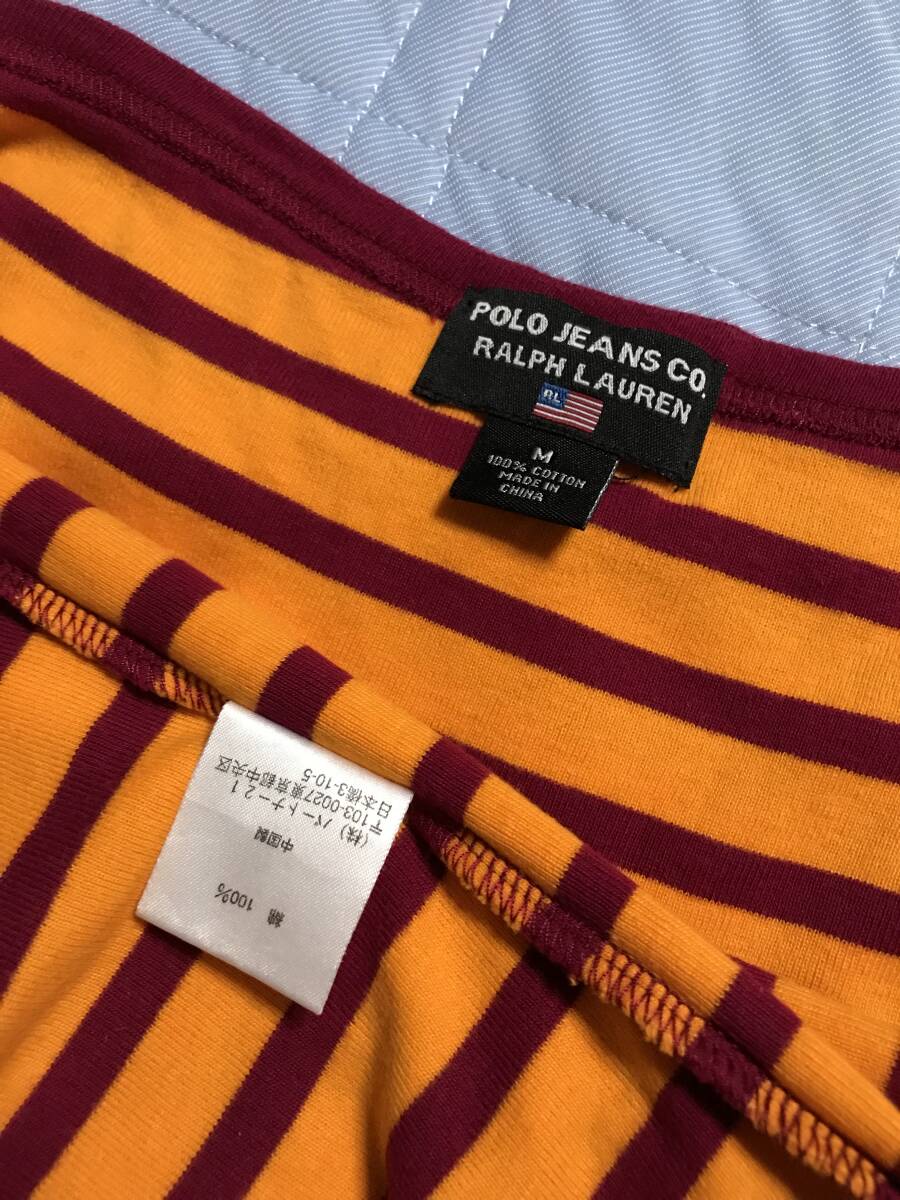 POLO JEANS CO.
RALPH LAUREN
RL
M
100% COTTON
MADE IN
CHINA
綿 100%
中国製
(株) パートナー21
〒103-0027東京都中央区
日本橋3-10-5